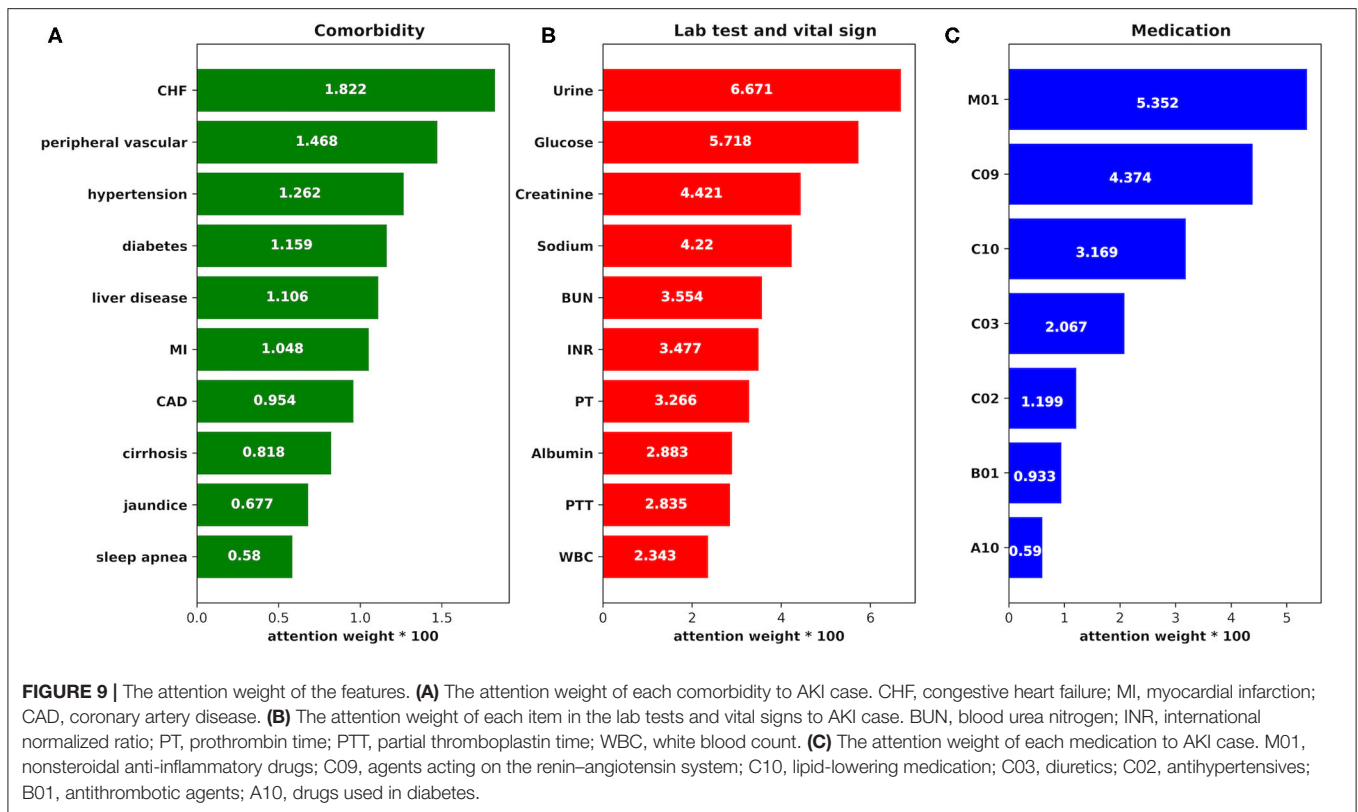 A
Comorbidity
CHF
1.822
peripheral vascular
1.468
hypertension
1.262
diabetes
1.159
liver disease
1.106
MI
1.048
CAD
0.954
cirrhosis
0.818
jaundice
0.677
sleep apnea
0.58
0.0 0.5 1.0 1.5
attention weight * 100
B
Lab test and vital sign
Urine
6.671
Glucose
5.718
Creatinine
4.421
Sodium
4.22
BUN
3.554
INR
3.477
PT
3.266
Albumin
2.883
PTT
2.835
WBC
2.343
0 2 4 6
attention weight * 100
C
Medication
M01
5.352
C09
4.374
C10
3.169
C03
2.067
C02
1.199
B01
0.933
A10
0.59
0 1 2 3 4 5
attention weight * 100
FIGURE 9 | The attention weight of the features. (A) The attention weight of each comorbidity to AKI case. CHF, congestive heart failure; MI, myocardial infarction;
CAD, coronary artery disease. (B) The attention weight of each item in the lab tests and vital signs to AKI case. BUN, blood urea nitrogen; INR, international
normalized ratio; PT, prothrombin time; PTT, partial thromboplastin time; WBC, white blood count. (C) The attention weight of each medication to AKI case. M01,
nonsteroidal anti-inflammatory drugs; C09, agents acting on the renin–angiotensin system; C10, lipid-lowering medication; C03, diuretics; C02, antihypertensives;
B01, antithrombotic agents; A10, drugs used in diabetes.